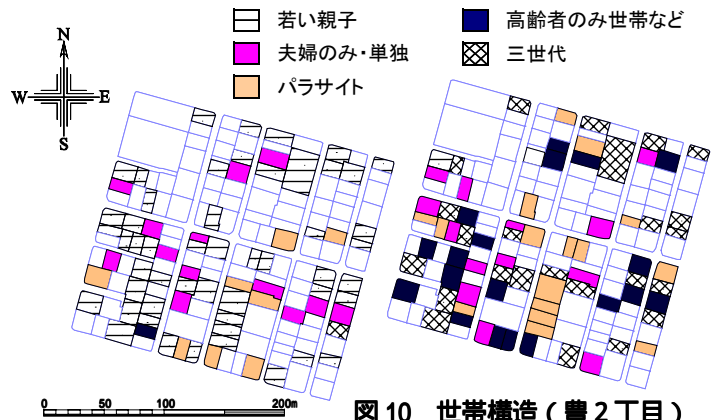 若い親子
高齢者のみ世帯など
夫婦のみ・単独
三世代
パラサイト
N
W
E
S
0 50 100 200m
図10 世帯構造（豊２丁目）